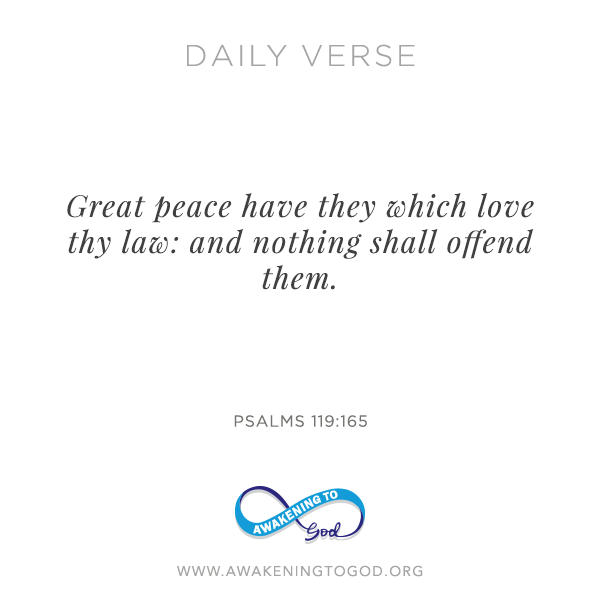 DAILY VERSE
Great peace have they which love
thy law: and nothing shall offend
them.
PSALMS 119:165
AWAKENING TO
God
WWW.AWAKENINGTOGOD.ORG